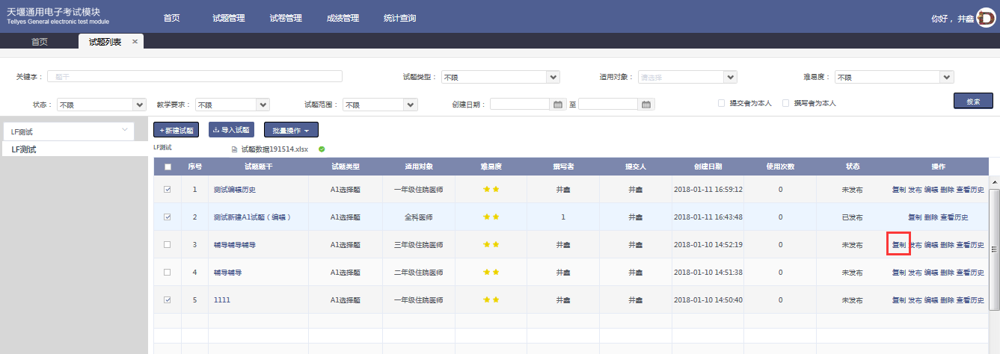 天堰通用电子考试模块
Tellyes General electronic test module
首页 试题管理 试卷管理 成绩管理 统计查询
你好，井鑫
首页 试题列表 ×
关键字： 题干 试题类型： 不限 适用对象： 请选择 难易度： 不限
状态： 不限 教学要求： 不限 试题范围： 不限 创建日期： 至 提交者为本人 撰写者为本人 搜索
LF测试
LF测试
+新建试题 导入试题 批量操作
LF测试 试题数据191514.xlsx
序号 试题题干 试题类型 适用对象 难易度 撰写者 提交人 创建日期 使用次数 状态 操作
1 测试编辑历史 A1选择题 一年级住院医师 ★★ 井鑫 井鑫 2018-01-11 16:59:12 0 未发布 复制 发布 编辑 删除 查看历史
2 测试新建A1试题（编辑） A1选择题 全科医师 ★★ 1 井鑫 2018-01-11 16:43:48 0 已发布 复制 删除 查看历史
3 辅导辅导辅导 A1选择题 三年级住院医师 ★★ 井鑫 井鑫 2018-01-10 14:52:19 0 未发布 复制 发布 编辑 删除 查看历史
4 辅导辅导 A1选择题 二年级住院医师 ★★ 井鑫 井鑫 2018-01-10 14:51:38 0 未发布 复制 发布 编辑 删除 查看历史
5 1111 A1选择题 一年级住院医师 ★★ 井鑫 井鑫 2018-01-10 14:50:40 0 未发布 复制 发布 编辑 删除 查看历史